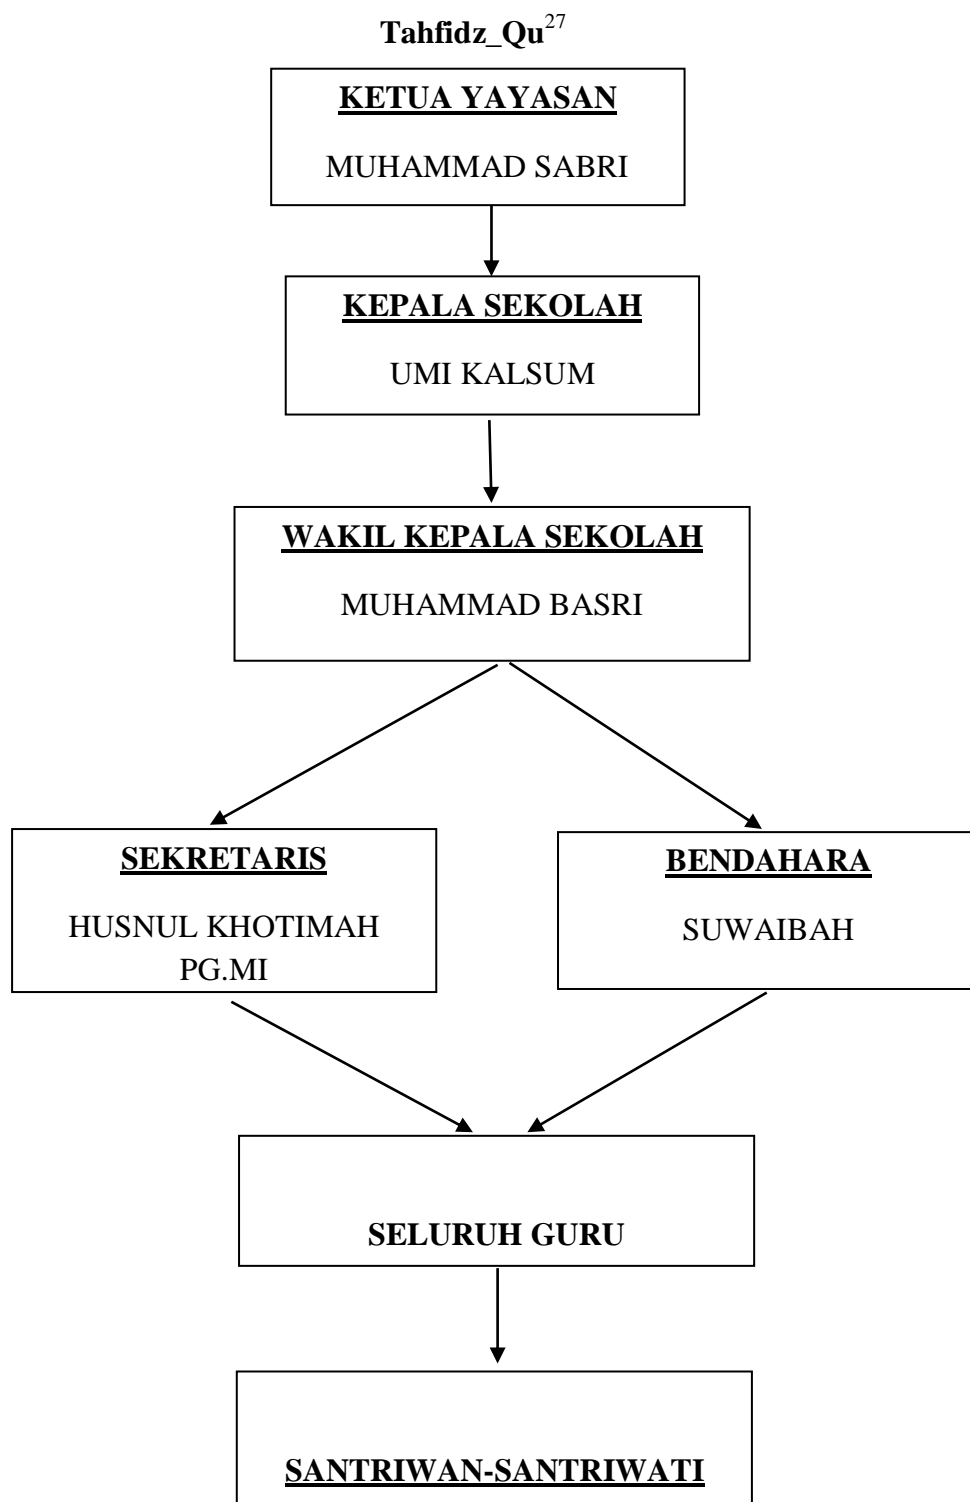 Tahfidz_Qu27
KETUA YAYASAN
MUHAMMAD SABRI
KEPALA SEKOLAH
UMI KALSUM
WAKIL KEPALA SEKOLAH
MUHAMMAD BASRI
SEKRETARIS
HUSNUL KHOTIMAH
PG.MI
BENDAHARA
SUWAIBAH
SELURUH GURU
SANTRIWAN-SANTRIWATI